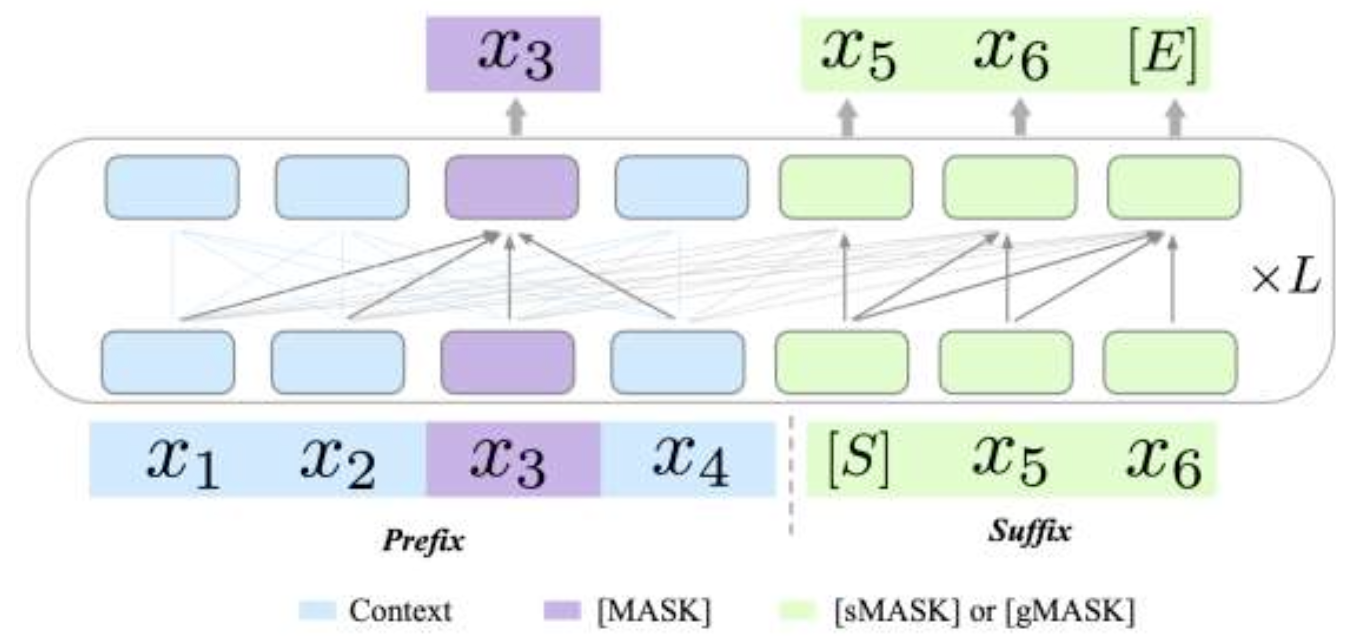 x3 x5 x6 [E]
×L
x1 x2 x3 x4 [S] x5 x6
Prefix Suffix
Context [MASK] [sMASK] or [gMASK]